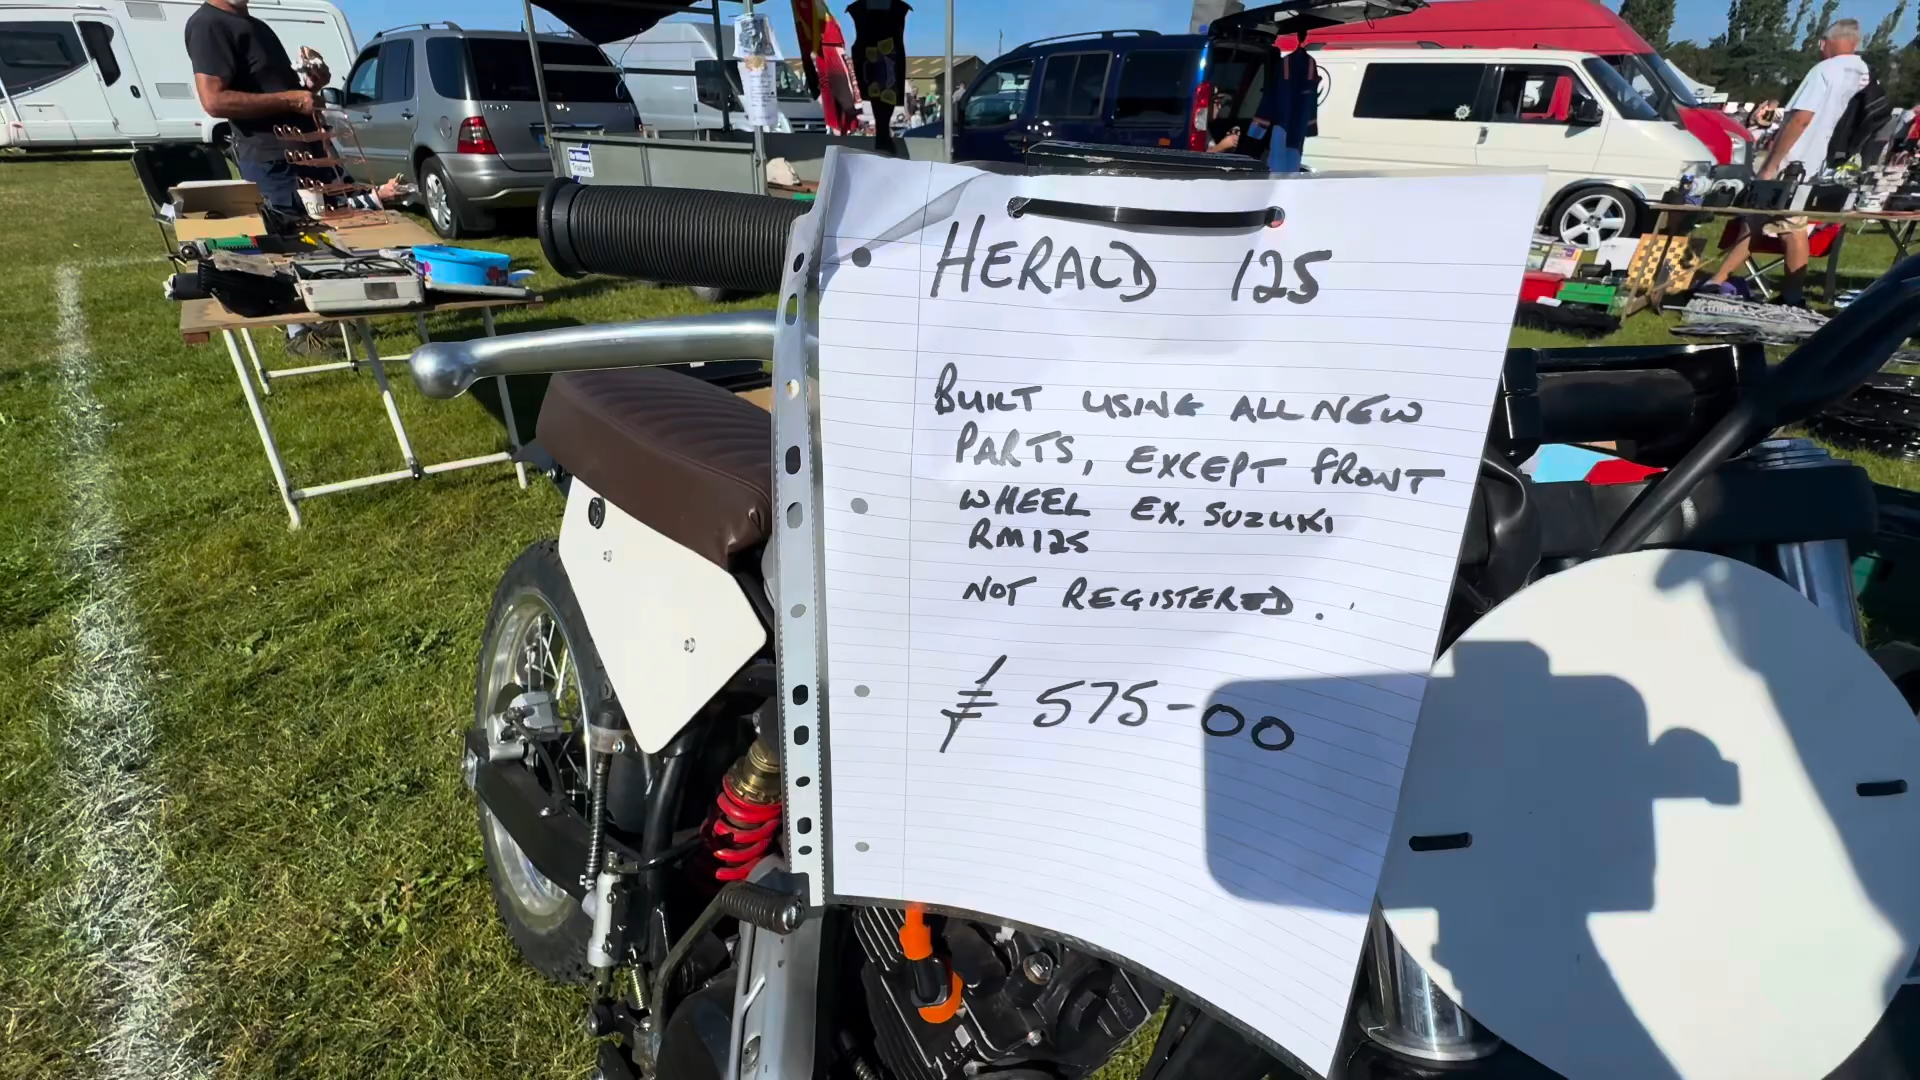 HERALD 125
BUILT USING ALL NEW
PARTS, EXCEPT FRONT
WHEEL EX. SUZUKI
RM125
NOT REGISTERED.
£ 575-00